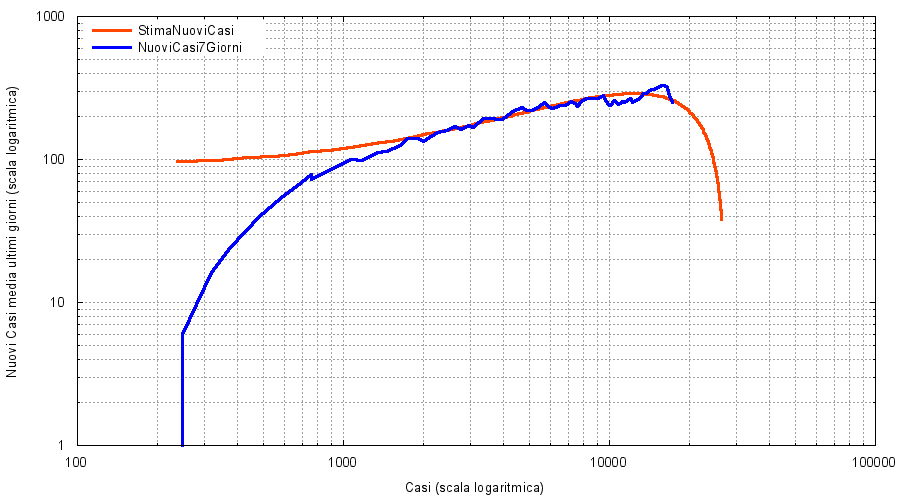 1000
StimaNuoviCasi
NuoviCasi7Giorni
100
10
1
100
1000
10000
100000
Nuovi Casi media ultimi giorni (scala logaritmica)
Casi (scala logaritmica)